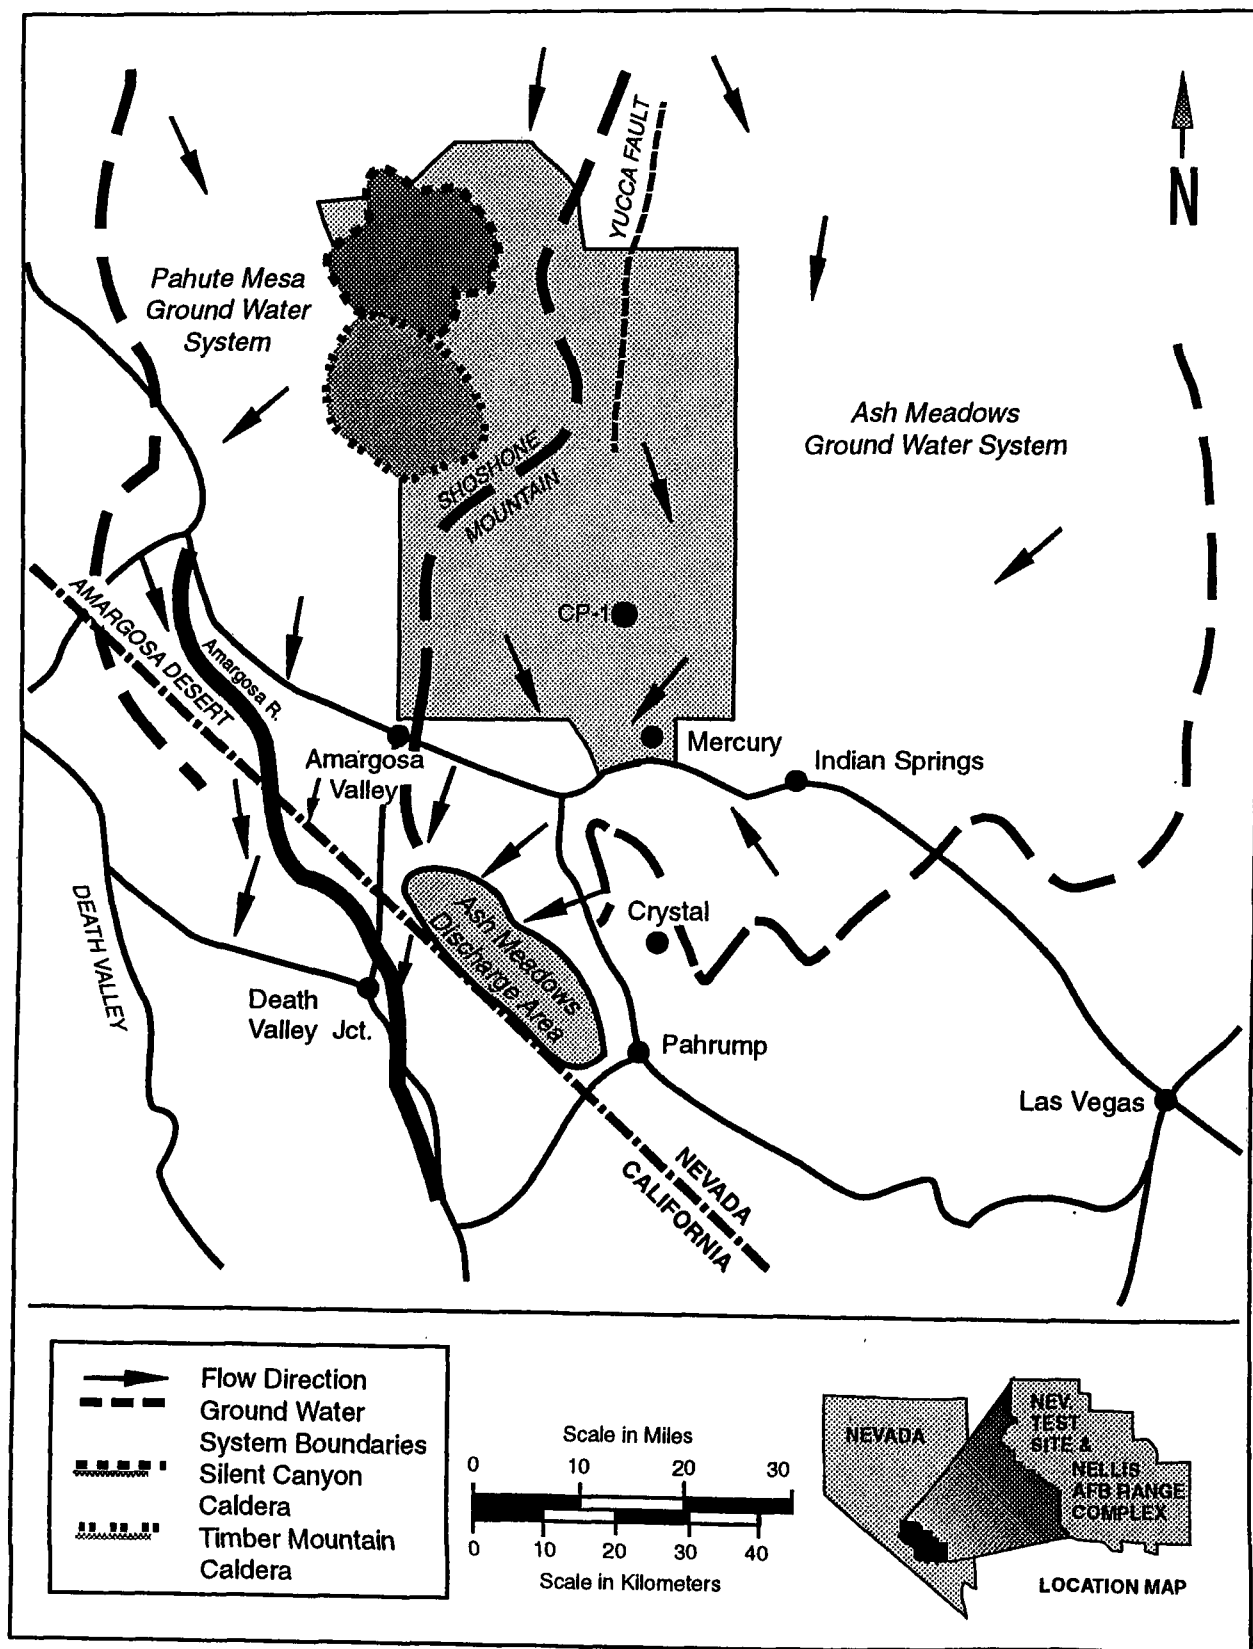 YUCCA FAULT
N
Pahute Mesa
Ground Water
System
Ash Meadows
Ground Water System
SHOSHONE
MOUNTAIN
CP-1
AMARGOSA DESERT
Amargosa R.
Amargosa
Valley
Mercury
Indian Springs
DEATH VALLEY
Ash Meadows
Discharge Area
Crystal
Death
Valley Jct.
Pahrump
Las Vegas
NEVADA
CALIFORNIA
Flow Direction
Ground Water
System Boundaries
Silent Canyon
Caldera
Timber Mountain
Caldera
Scale in Miles
0 10 20 30
0 10 20 30 40
Scale in Kilometers
NEVADA
NEV.
TEST
SITE &
NELLIS
AFB RANGE
COMPLEX
LOCATION MAP